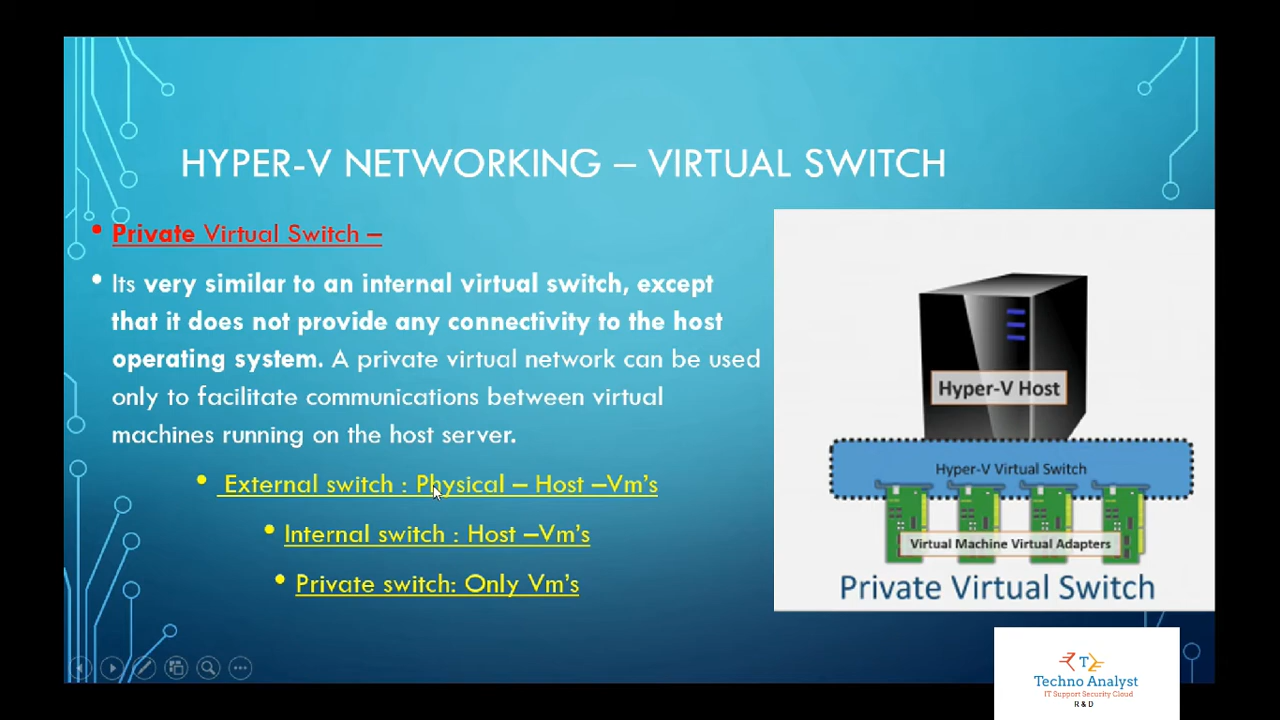 HYPER-V NETWORKING – VIRTUAL SWITCH
• Private Virtual Switch –
• Its very similar to an internal virtual switch, except
that it does not provide any connectivity to the host
operating system. A private virtual network can be used
only to facilitate communications between virtual
machines running on the host server.
• External switch : Physical – Host –Vm's
• Internal switch : Host –Vm's
• Private switch: Only Vm's
Hyper-V Host
Hyper-V Virtual Switch
Virtual Machine Virtual Adapters
Private Virtual Switch
T
Techno Analyst
IT Support Security Cloud
R & D